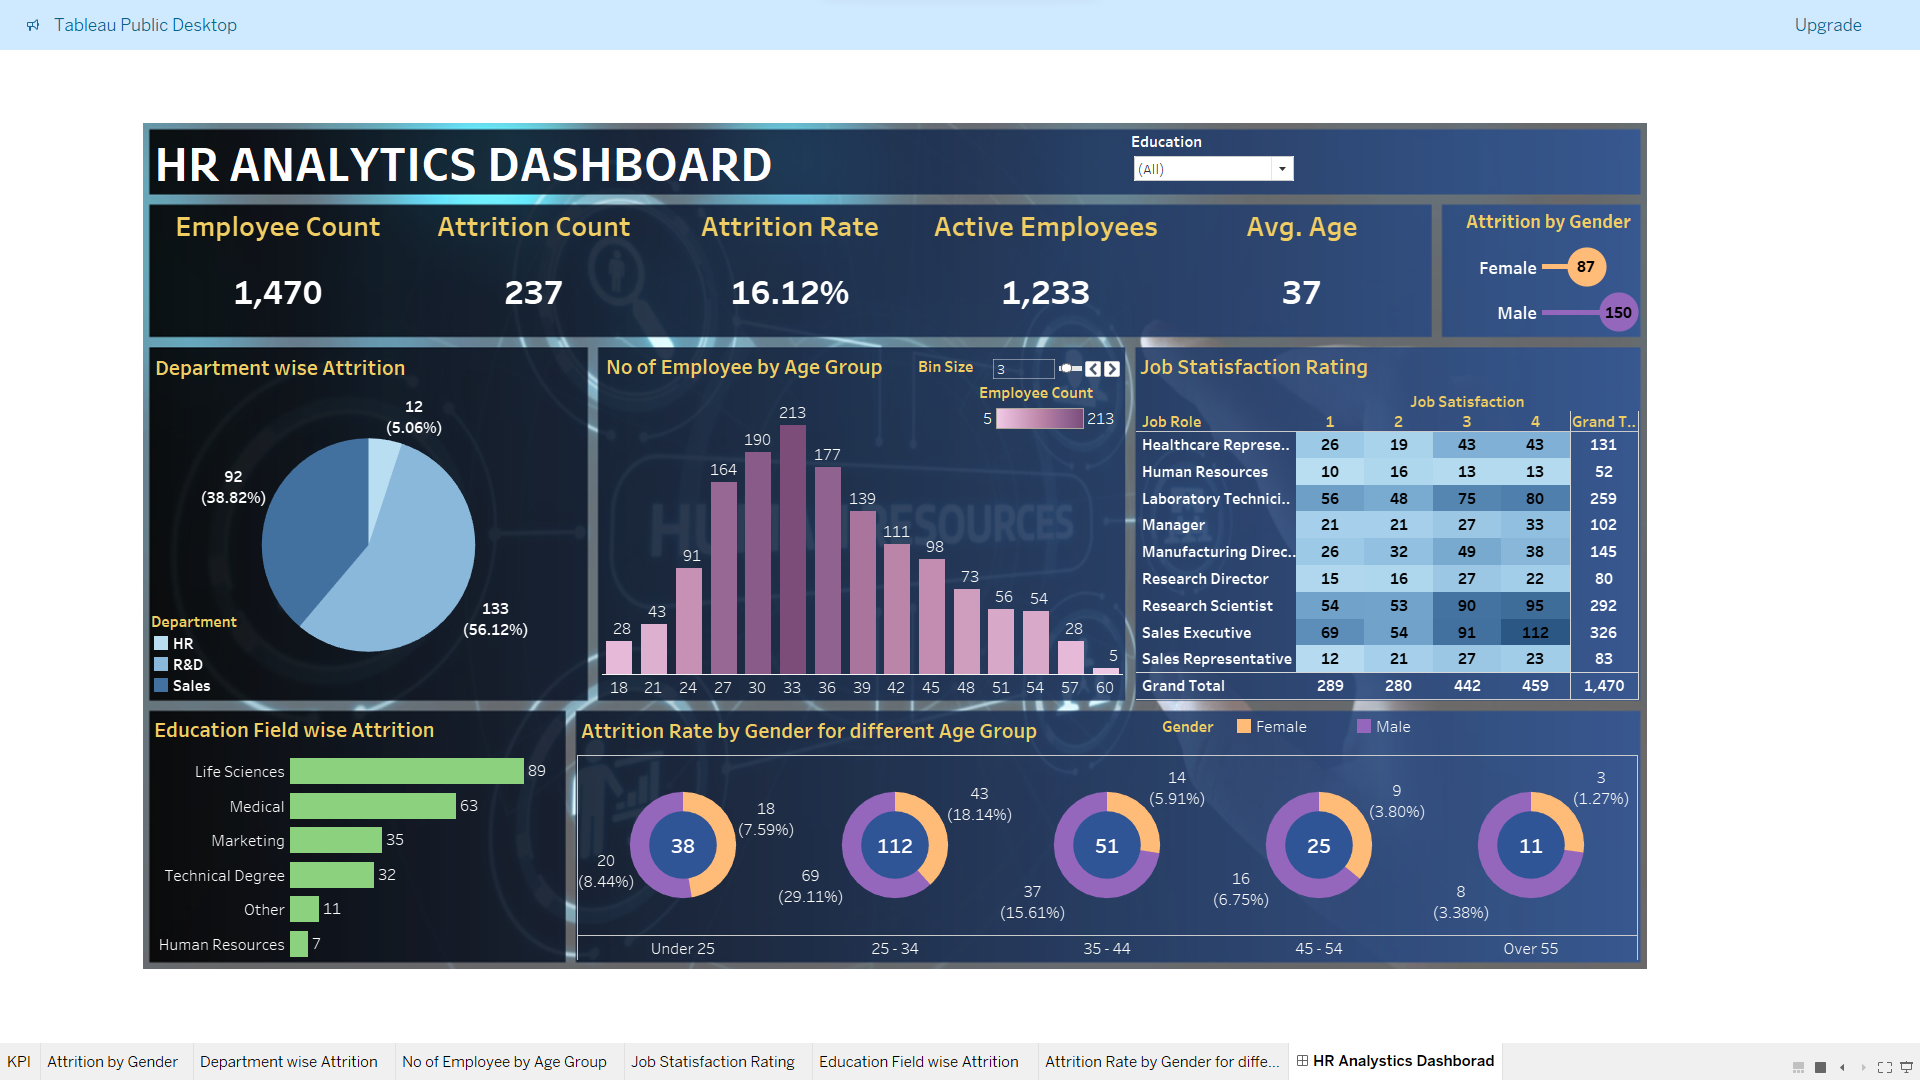 Tableau Public Desktop
Upgrade
HR ANALYTICS DASHBOARD
Education
(All)
Employee Count Attrition Count Attrition Rate Active Employees Avg. Age
1,470 237 16.12% 1,233 37
Attrition by Gender
Female 87
Male 150
Department wise Attrition
12
(5.06%)
92
(38.82%)
133
(56.12%)
Department
HR
R&D
Sales
No of Employee by Age Group
Bin Size 3
Employee Count
5 213
28 43 91 164 190 213 177 139 111 98 73 56 54 28 5
18 21 24 27 30 33 36 39 42 45 48 51 54 57 60
HUMAN RESOURCES
Job Statisfaction Rating
Job Satisfaction
Job Role 1 2 3 4 Grand T..
Healthcare Represe.. 26 19 43 43 131
Human Resources 10 16 13 13 52
Laboratory Technici.. 56 48 75 80 259
Manager 21 21 27 33 102
Manufacturing Direc.. 26 32 49 38 145
Research Director 15 16 27 22 80
Research Scientist 54 53 90 95 292
Sales Executive 69 54 91 112 326
Sales Representative 12 21 27 23 83
Grand Total 289 280 442 459 1,470
Education Field wise Attrition
Life Sciences 89
Medical 63
Marketing 35
Technical Degree 32
Other 11
Human Resources 7
Attrition Rate by Gender for different Age Group
Gender Female Male
18
(7.59%)
38
20
(8.44%)
43
(18.14%)
112
69
(29.11%)
14
(5.91%)
51
37
(15.61%)
9
(3.80%)
25
16
(6.75%)
3
(1.27%)
11
8
(3.38%)
Under 25 25 - 34 35 - 44 45 - 54 Over 55
KPI Attrition by Gender Department wise Attrition No of Employee by Age Group Job Statisfaction Rating Education Field wise Attrition Attrition Rate by Gender for diffe... HR Analystics Dashborad